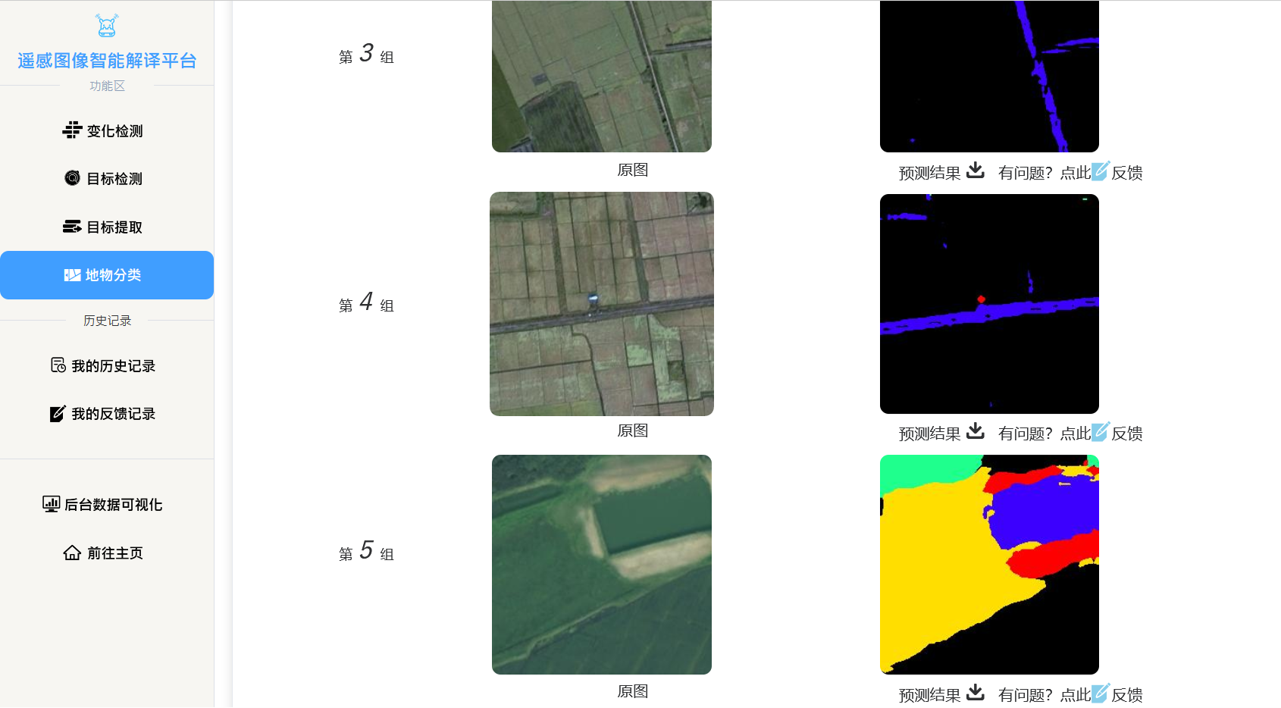 遥感图像智能解译平台
功能区
变化检测
目标检测
目标提取
地物分类
历史记录
我的历史记录
我的反馈记录
后台数据可视化
前往主页
第 3 组
原图
预测结果 有问题？点此 反馈
第 4 组
原图
预测结果 有问题？点此 反馈
第 5 组
原图
预测结果 有问题？点此 反馈